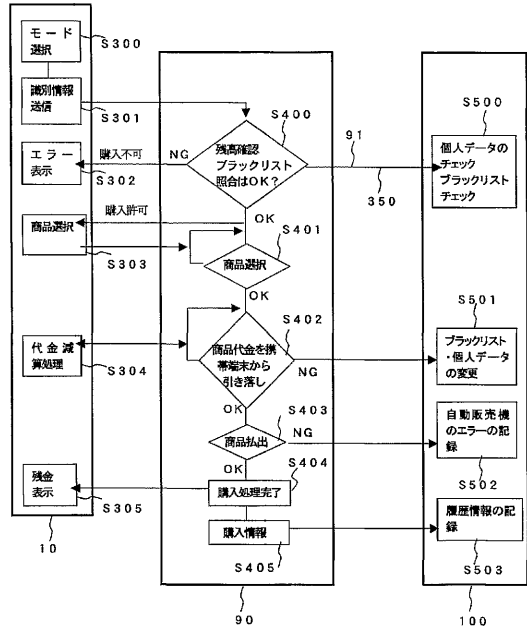 モード
選択
S300
識別情報
送信
S301
エラー
表示
S302
購入不可
NG
商品選択
S303
購入許可
代金減
算処理
S304
残金
表示
S305
10
S400
残高確認
ブラックリスト
照合はOK?
OK
S401
商品選択
OK
S402
商品代金を携
帯端末から
引き落し
NG
OK
S403
商品払出
NG
OK
S404
購入処理完了
購入情報
S405
90
91
350
S500
個人データの
チェック
ブラックリスト
チェック
S501
ブラックリスト
・個人データ
の変更
自動販売機
のエラーの記
録
S502
履歴情報の記
録
S503
100